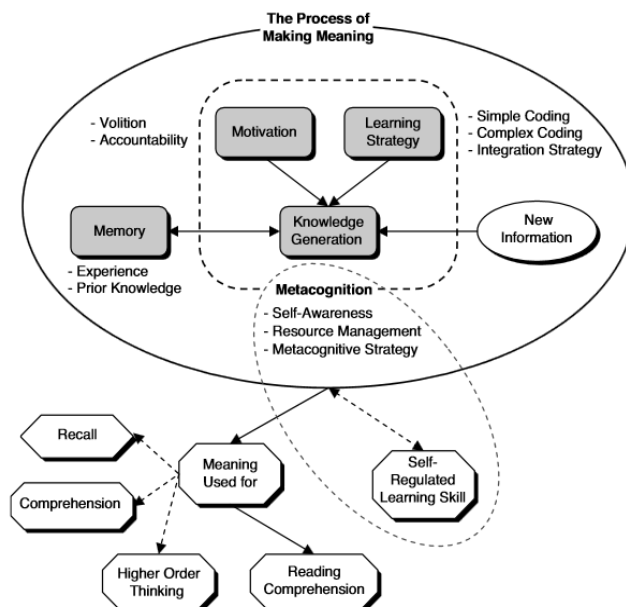 The Process of
Making Meaning
- Volition
- Accountability
Motivation
Learning
Strategy
- Simple Coding
- Complex Coding
- Integration Strategy
Memory
Knowledge
Generation
New
Information
- Experience
- Prior Knowledge
Metacognition
- Self-Awareness
- Resource Management
- Metacognitive Strategy
Recall
Meaning
Used for
Self-
Regulated
Learning Skill
Comprehension
Higher Order
Thinking
Reading
Comprehension